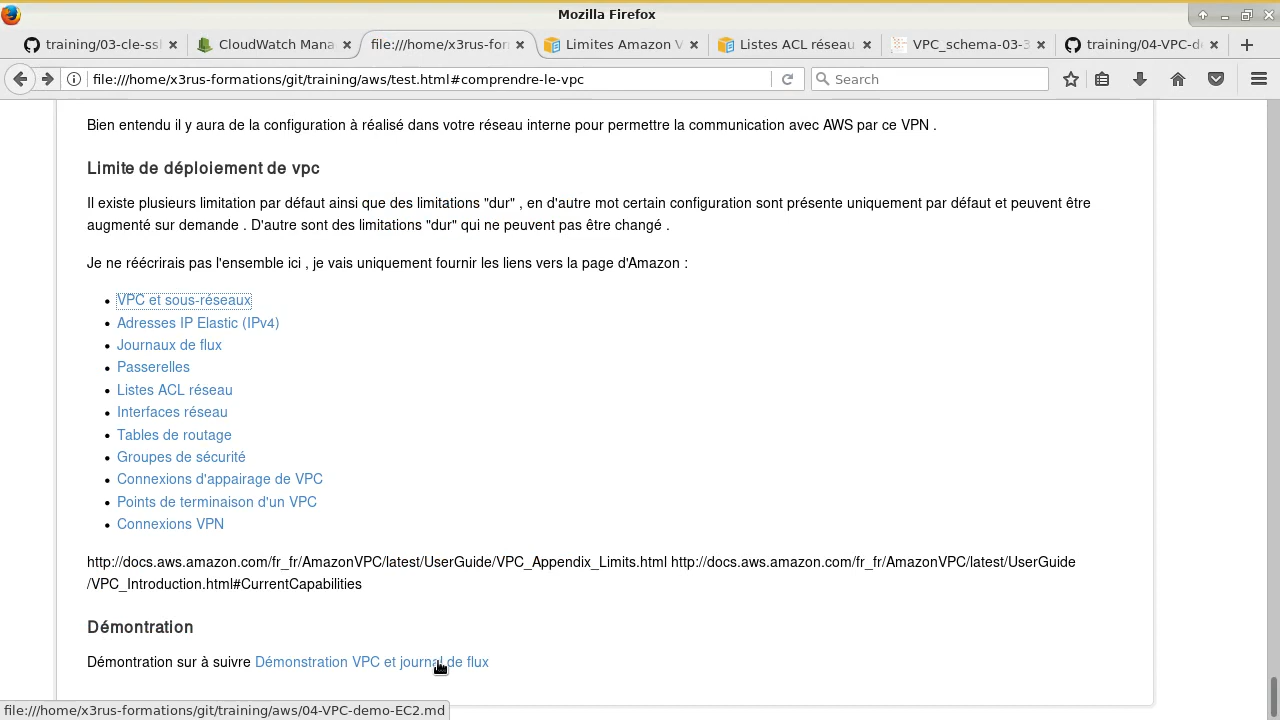 Mozilla Firefox
training/03-cle-ssl
CloudWatch Mana
file:///home/x3rus-for
Limites Amazon V
Listes ACL réseau
VPC_schema-03-3
training/04-VPC-d
file:///home/x3rus-formations/git/training/aws/test.html#comprendre-le-vpc
Search
Bien entendu il y aura de la configuration à réalisé dans votre réseau interne pour permettre la communication avec AWS par ce VPN .
Limite de déploiement de vpc
Il existe plusieurs limitation par défaut ainsi que des limitations "dur" , en d'autre mot certain configuration sont présente uniquement par défaut et peuvent être
augmenté sur demande . D'autre sont des limitations "dur" qui ne peuvent pas être changé .
Je ne réécrirais pas l'ensemble ici , je vais uniquement fournir les liens vers la page d'Amazon :
• VPC et sous-réseaux
• Adresses IP Elastic (IPv4)
• Journaux de flux
• Passerelles
• Listes ACL réseau
• Interfaces réseau
• Tables de routage
• Groupes de sécurité
• Connexions d'appairage de VPC
• Points de terminaison d'un VPC
• Connexions VPN
http://docs.aws.amazon.com/fr_fr/AmazonVPC/latest/UserGuide/VPC_Appendix_Limits.html http://docs.aws.amazon.com/fr_fr/AmazonVPC/latest/UserGuide
/VPC_Introduction.html#CurrentCapabilities
Démontration
Démontration sur à suivre Démonstration VPC et journal de flux
file:///home/x3rus-formations/git/training/aws/04-VPC-demo-EC2.md